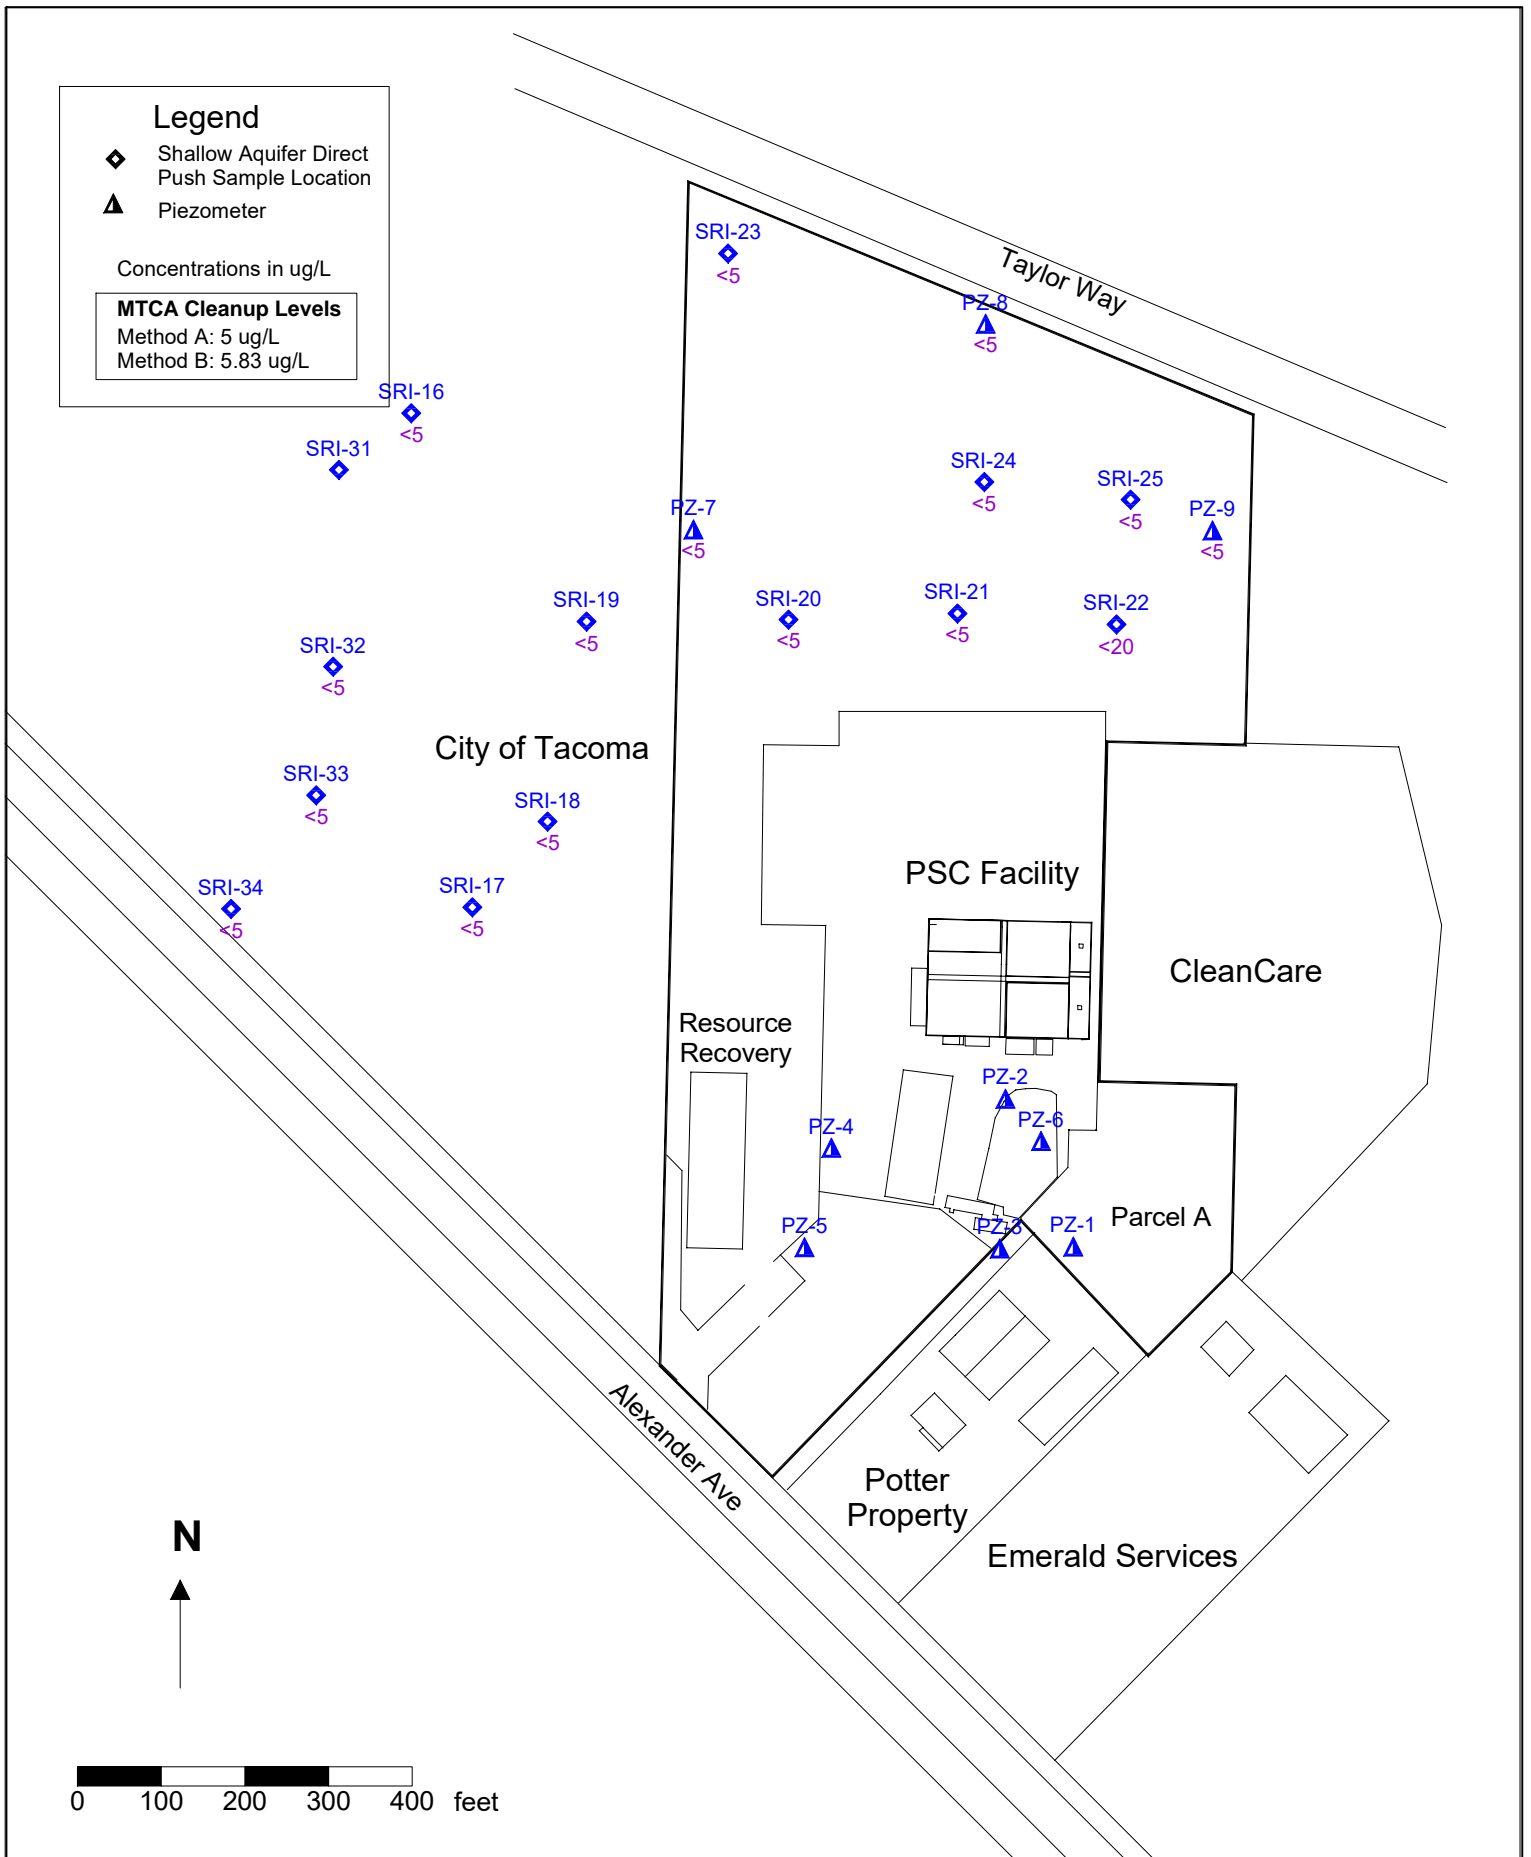 Legend
Shallow Aquifer Direct
Push Sample Location
Piezometer
Concentrations in ug/L
MTCA Cleanup Levels
Method A: 5 ug/L
Method B: 5.83 ug/L
SRI-23
<5
Taylor Way
PZ-8
<5
SRI-16
<5
SRI-31
SRI-24
<5
SRI-25
<5
PZ-7
<5
PZ-9
<5
SRI-19
<5
SRI-20
<5
SRI-21
<5
SRI-22
<20
SRI-32
<5
City of Tacoma
SRI-33
<5
SRI-18
<5
SRI-34
<5
SRI-17
<5
PSC Facility
CleanCare
Resource
Recovery
PZ-2
PZ-6
PZ-4
PZ-5
PZ-3
PZ-1
Parcel A
Alexander Ave
Potter
Property
Emerald Services
N
0 100 200 300 400 feet